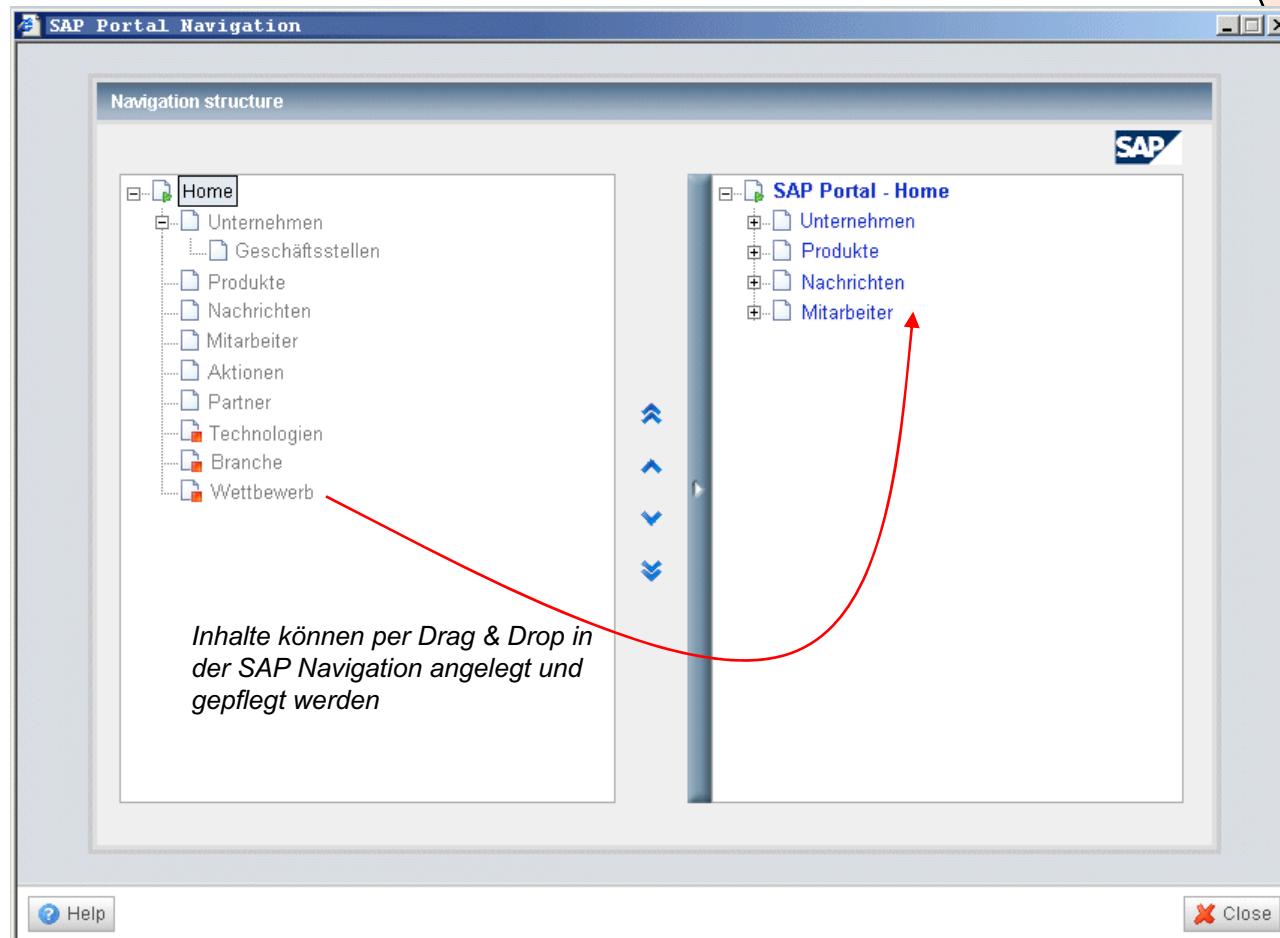 SAP Portal Navigation
Navigation structure
SAP
Home
Unternehmen
Geschäftsstellen
Produkte
Nachrichten
Mitarbeiter
Aktionen
Partner
Technologien
Branche
Wettbewerb
SAP Portal - Home
Unternehmen
Produkte
Nachrichten
Mitarbeiter
Inhalte können per Drag & Drop in
der SAP Navigation angelegt und
gepflegt werden
Help
Close